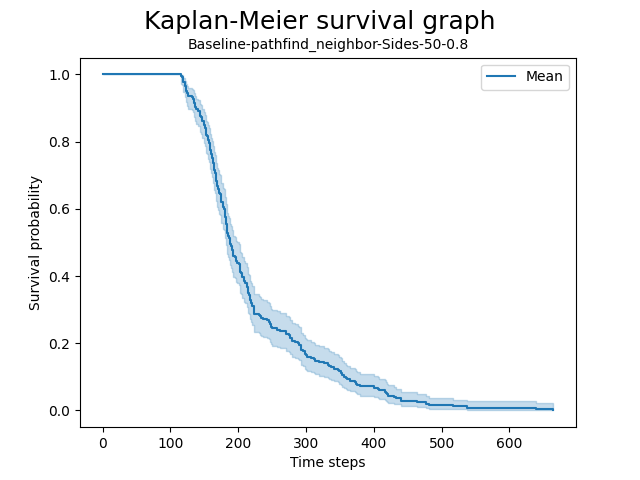 Kaplan-Meier survival graph
Baseline-pathfind_neighbor-Sides-50-0.8
Mean
Survival probability
1.0
0.8
0.6
0.4
0.2
0.0
0 100 200 300 400 500 600
Time steps